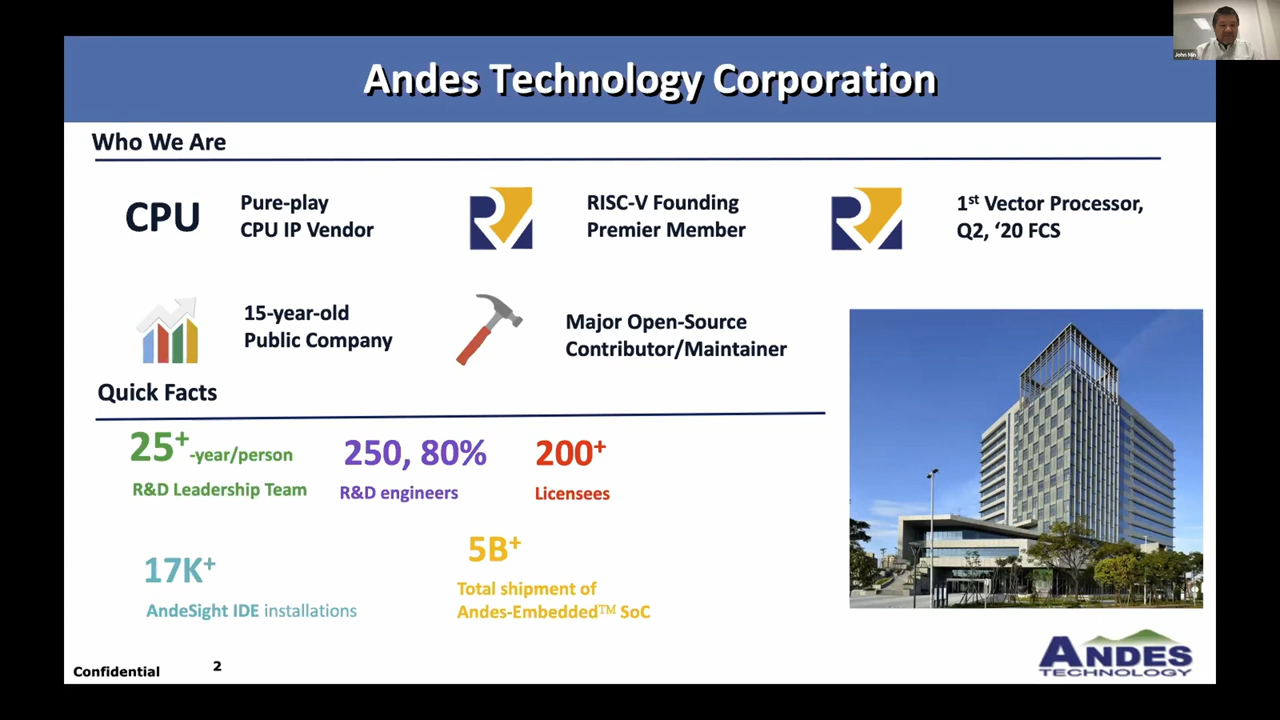 John Min
Andes Technology Corporation
Who We Are
CPU
Pure-play
CPU IP Vendor
RISC-V Founding
Premier Member
1st Vector Processor,
Q2, ‘20 FCS
15-year-old
Public Company
Major Open-Source
Contributor/Maintainer
Quick Facts
25+-year/person
R&D Leadership Team
250, 80%
R&D engineers
200+
Licensees
17K+
AndeSight IDE installations
5B+
Total shipment of
Andes-Embedded™ SoC
Confidential
2
ANDES
TECHNOLOGY